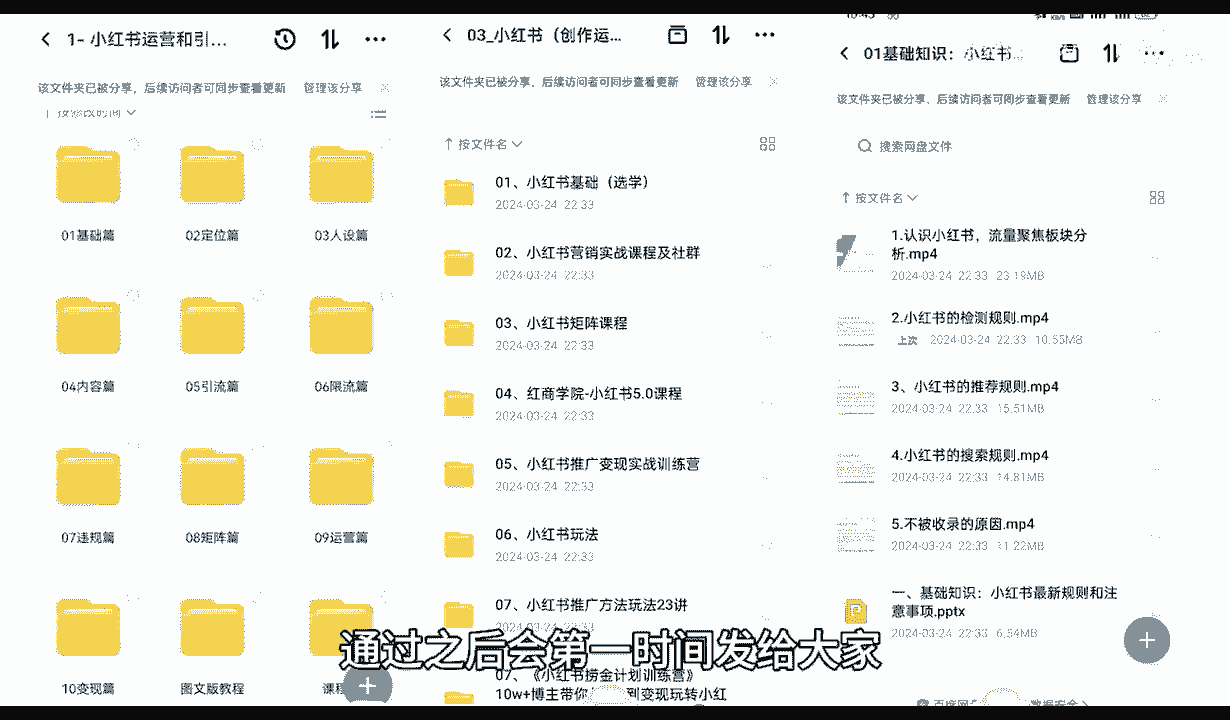 1- 小红书运营和引...
该文件夹已被分享，后续访问者可同步查看更新 管理该分享
按修改时间
01基础篇
02定位篇
03人设篇
04内容篇
05引流篇
06限流篇
07违规篇
08矩阵篇
09运营篇
10变现篇
图文版教程
课程
03_小红书（创作运...
该文件夹已被分享，后续访问者可同步查看更新 管理该分享
按文件名
01、小红书基础（选学）
2024-03-24 22:33
02、小红书营销实战课程及社群
2024-03-24 22:33
03、小红书矩阵课程
2024-03-24 22:33
04、红商学院-小红书5.0课程
2024-03-24 22:33
05、小红书推广变现实战训练营
2024-03-24 22:33
06、小红书玩法
2024-03-24 22:33
07、小红书推广方法玩法23讲
07、《小红书捞金计划训练营》
10w+博主带你 到变现玩转小红
01基础知识：小红书...
该文件夹已被分享，后续访问者可同步查看更新 管理该分享
搜索网盘文件
按文件名
1.认识小红书，流量聚焦板块分
析.mp4
2024-03-24 22:33 23.19MB
2.小红书的检测规则.mp4
上次 2024-03-24 22:33 10.55MB
3、小红书的推荐规则.mp4
2024-03-24 22:33 15.51MB
4.小红书的搜索规则.mp4
2024-03-24 22:33 14.81MB
5.不被收录的原因.mp4
2024-03-24 22:33 11.22MB
一、基础知识：小红书最新规则和注
意事项.pptx
2024-03-24 22:33 6.54MB
通过之后会第一时间发给大家